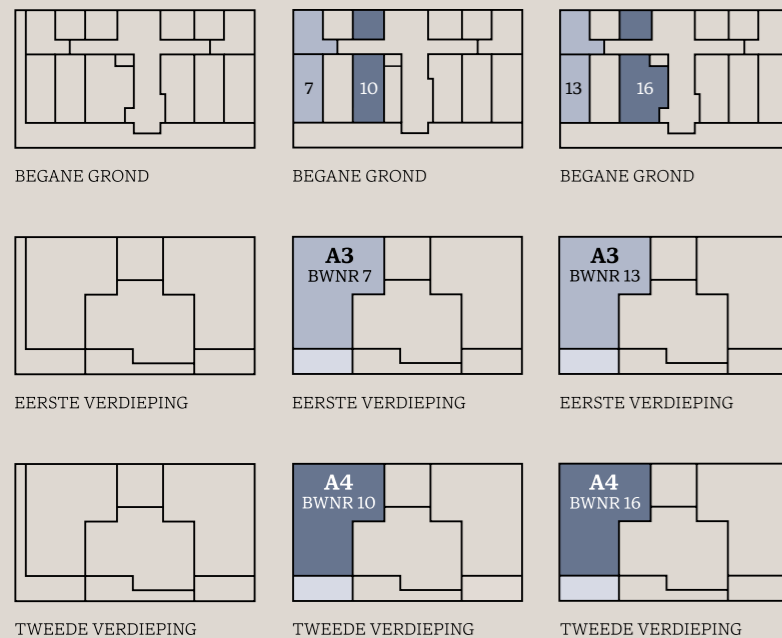 7 10 13 16
BEGANE GROND BEGANE GROND BEGANE GROND
A3 A3
BWNR 7 BWNR 13
EERSTE VERDIEPING EERSTE VERDIEPING EERSTE VERDIEPING
A4 A4
BWNR 10 BWNR 16
TWEEDE VERDIEPING TWEEDE VERDIEPING TWEEDE VERDIEPING